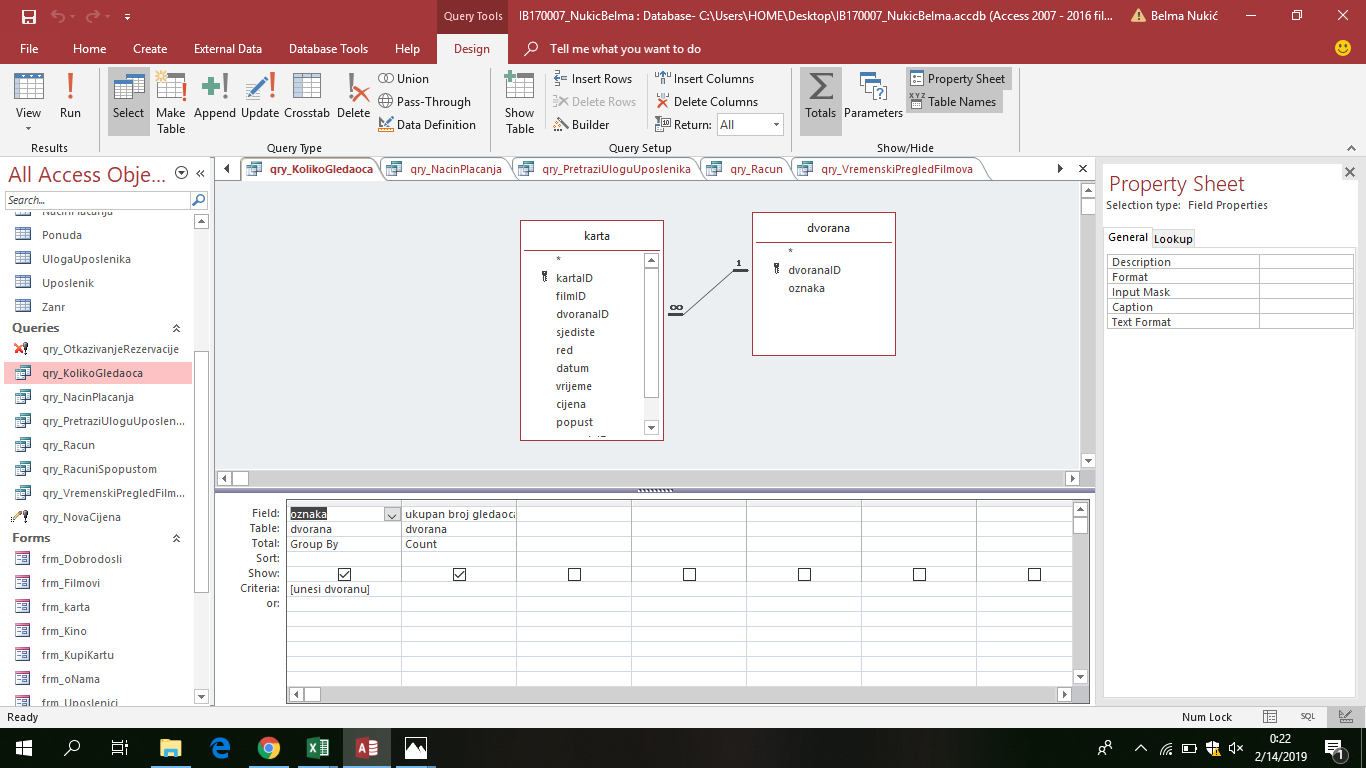 Query Tools
IB170007_NukicBelma : Database- C:\Users\HOME\Desktop\IB170007_NukicBelma.accdb (Access 2007 - 2016 fil...
Belma Nukić
File Home Create External Data Database Tools Help Design Tell me what you want to do
View
Run
Select
Make Table
Append
Update
Crosstab
Delete
Union
Pass-Through
Data Definition
Show Table
Insert Rows
Delete Rows
Builder
Insert Columns
Delete Columns
Return: All
Totals
Parameters
Property Sheet
XYZ Table Names
Results
Query Type
Query Setup
Show/Hide
All Access Obje...
Search...
Ponuda
UlogaUposlenika
Uposlenik
Zanr
Queries
qry_OtkazivanjeRezervacije
qry_KolikoGledaoca
qry_NacinPlacanja
qry_PretraziUloguUposlen...
qry_Racun
qry_RacuniSpopustom
qry_VremenskiPregledFilm...
qry_NovaCijena
Forms
frm_Dobrodosli
frm_Filmovi
frm_karta
frm_Kino
frm_KupiKartu
frm_oNama
frm_Uposlenici
qry_KolikoGledaoca qry_NacinPlacanja qry_PretraziUloguUposlenika qry_Racun qry_VremenskiPregledFilmova
karta
*
kartaID
filmID
dvoranaID
sjediste
red
datum
vrijeme
cijena
popust
∞
1
dvorana
*
dvoranaID
oznaka
Field: oznaka ukupan broj gledaoca
Table: dvorana dvorana
Total: Group By Count
Sort:
Show:
Criteria: [unesi dvoranu]
or:
Property Sheet
Selection type: Field Properties
General Lookup
Description
Format
Input Mask
Caption
Text Format
Ready
Num Lock
SQL
0:22
2/14/2019
1